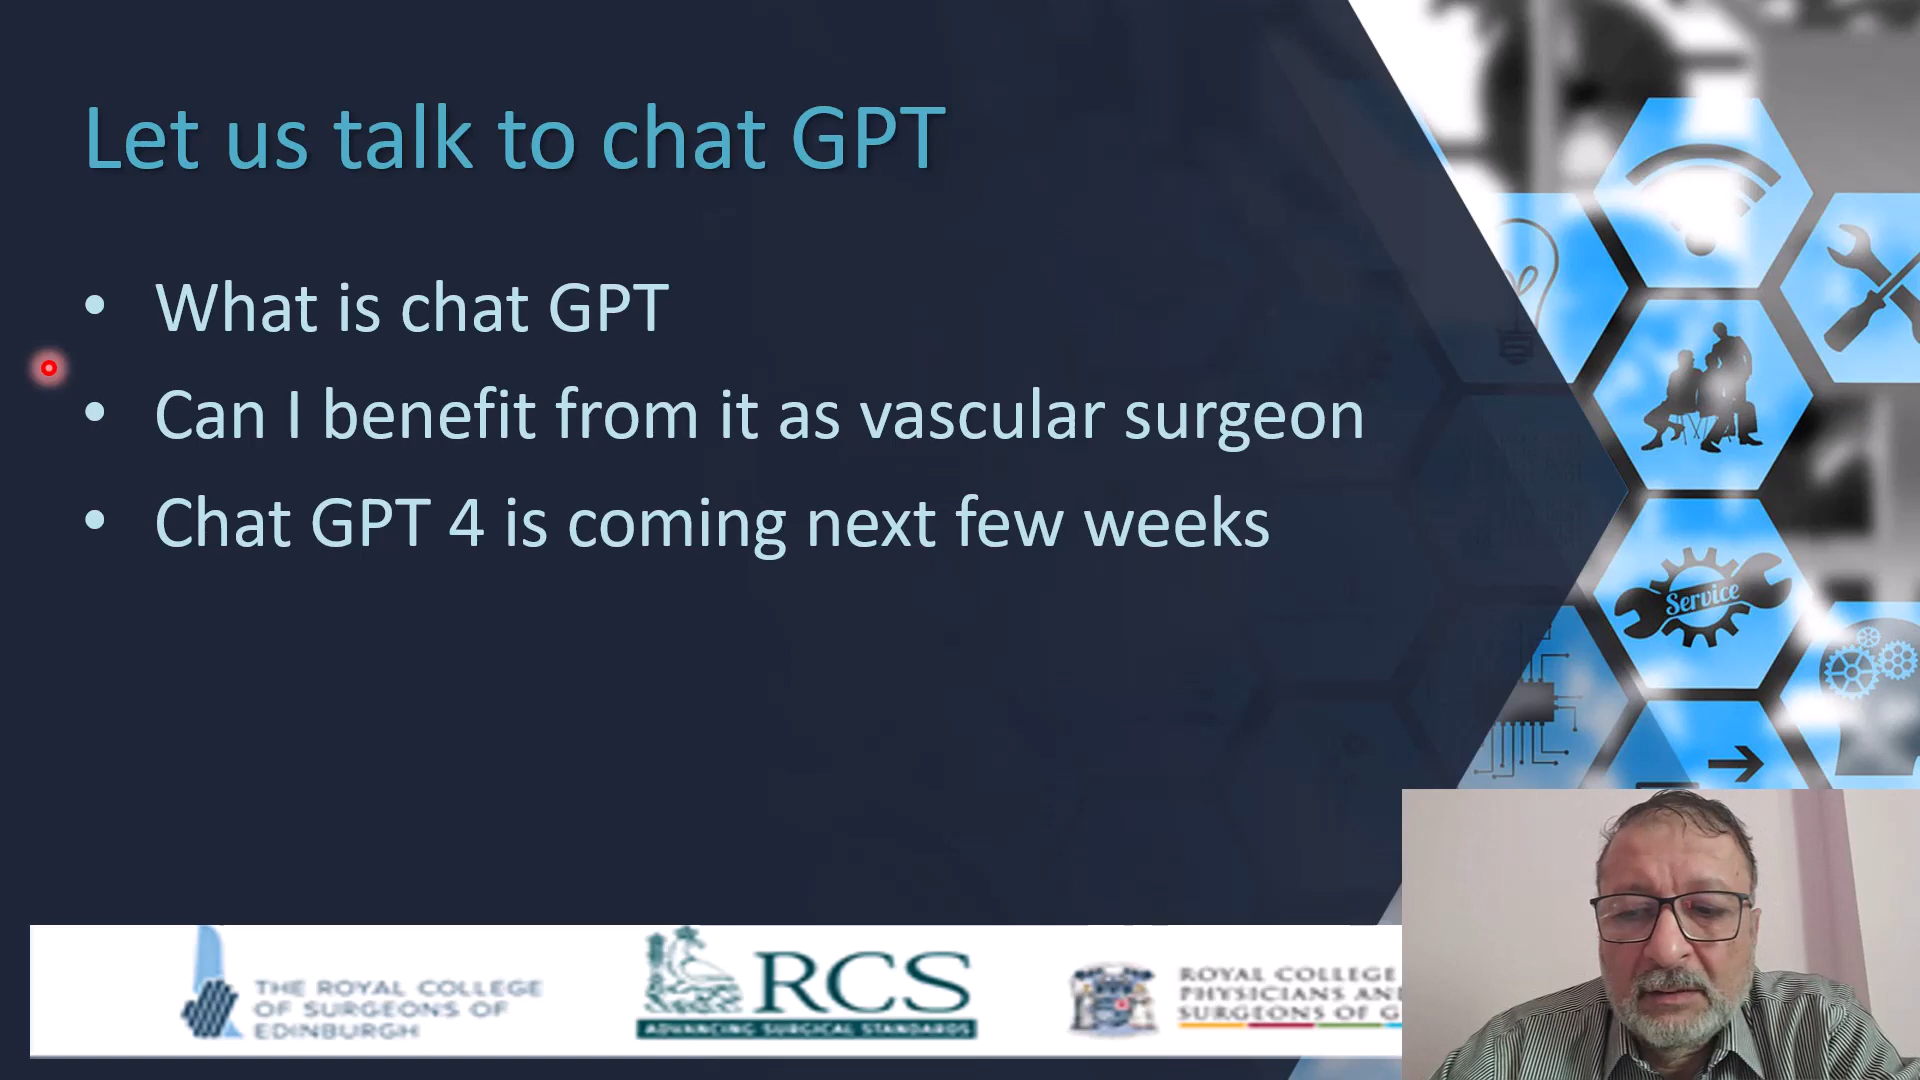 Let us talk to chat GPT
• What is chat GPT
• Can I benefit from it as vascular surgeon
• Chat GPT 4 is coming next few weeks
Service
THE ROYAL COLLEGE
OF SURGEONS OF
EDINBURGH
RCS
ADVANCING SURGICAL STANDARDS
ROYAL COLLEGE
PHYSICIANS AN
SURGEONS OF G